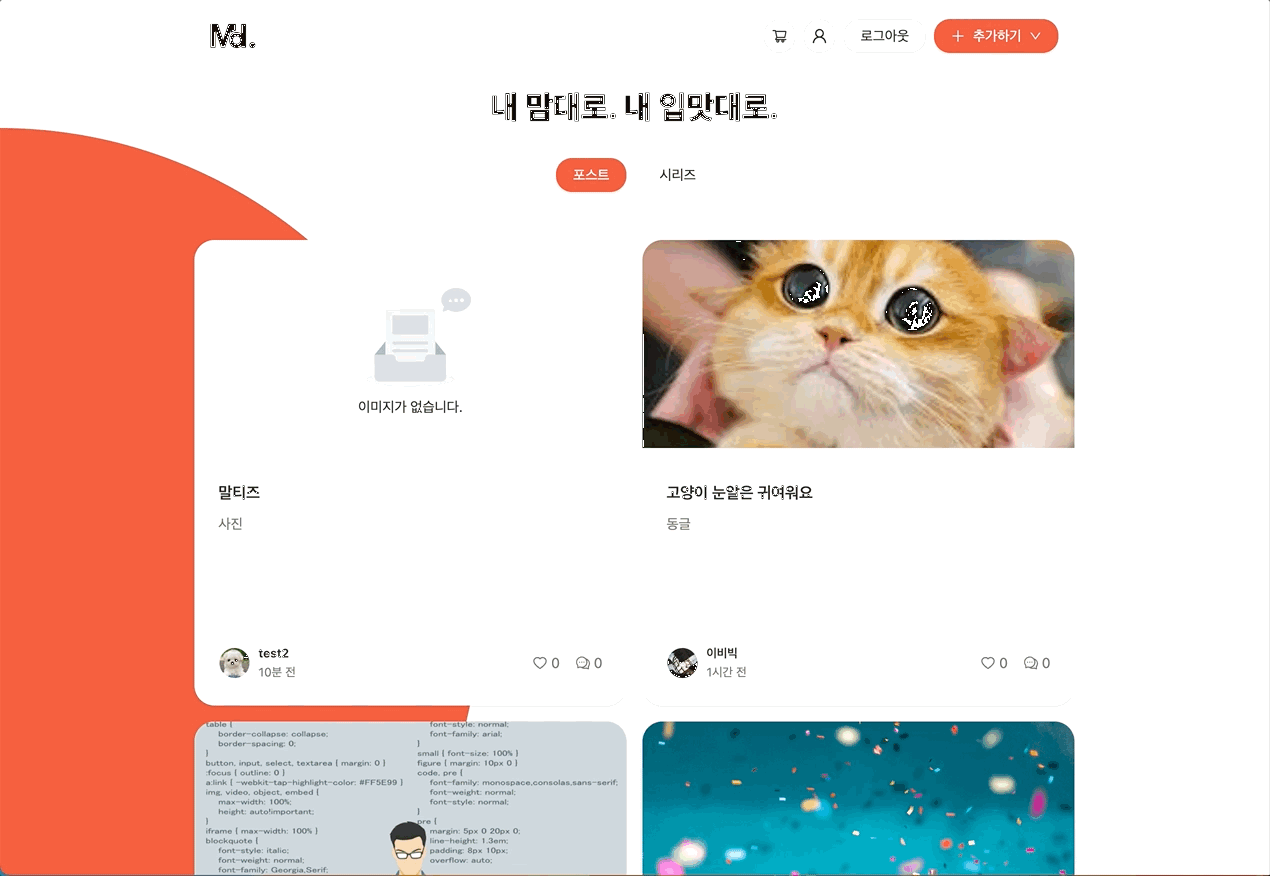 Md.
로그아웃
추가하기
내 맘대로. 내 입맛대로.
포스트
시리즈
이미지가 없습니다.
말티즈
사진
test2
10분 전
0
0
고양이 눈알은 귀여워요
동글
이비빅
1시간 전
0
0
table {
border-collapse: collapse;
border-spacing: 0;
}
button, input, select, textarea { margin: 0 }
:focus { outline: 0 }
a:link { -webkit-tap-highlight-color: #FF5E99 }
img, video, object, embed {
max-width: 100%;
height: auto!important;
}
iframe { max-width: 100% }
blockquote {
font-style: italic;
font-weight: normal;
font-family: Georgia,Serif;
font-style: normal;
font-family: arial;
}
small { font-size: 100% }
figure { margin: 10px 0 }
code, pre {
font-family: monospace,consolas,sans-serif;
font-weight: normal;
font-style: normal;
}
pre {
margin: 5px 0 20px 0;
line-height: 1.3em;
padding: 8px 10px;
overflow: auto;